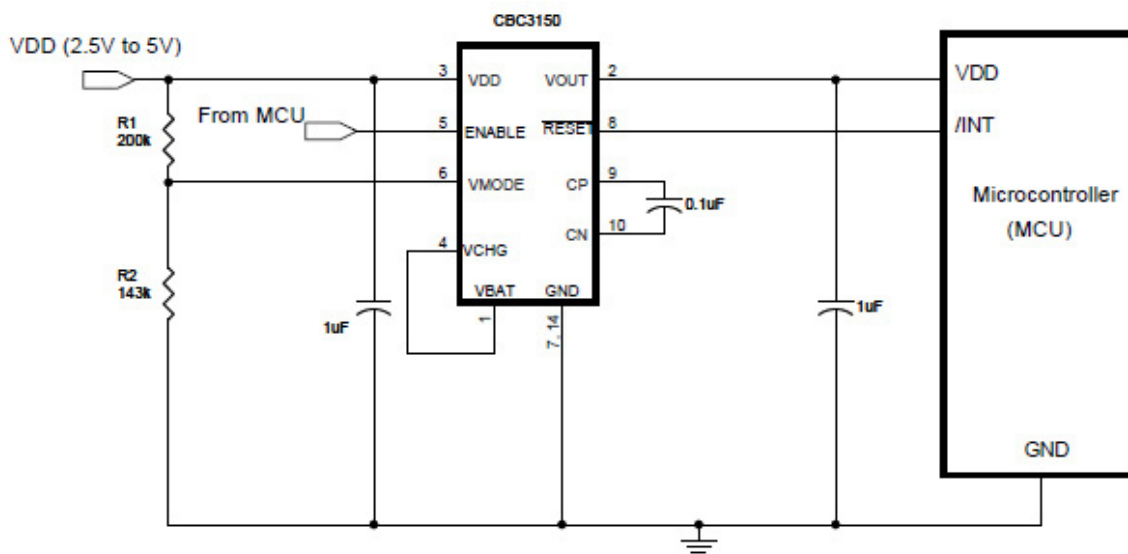 CBC3150
VDD (2.5V to 5V)
3
VDD
VOUT
2
VDD
R1
200k
From MCU
5
ENABLE
RESET
8
/INT
6
VMODE
CP
9
0.1uF
Microcontroller
(MCU)
CN
10
4
VCHG
R2
143k
VBAT
GND
1
7, 14
1uF
1uF
GND